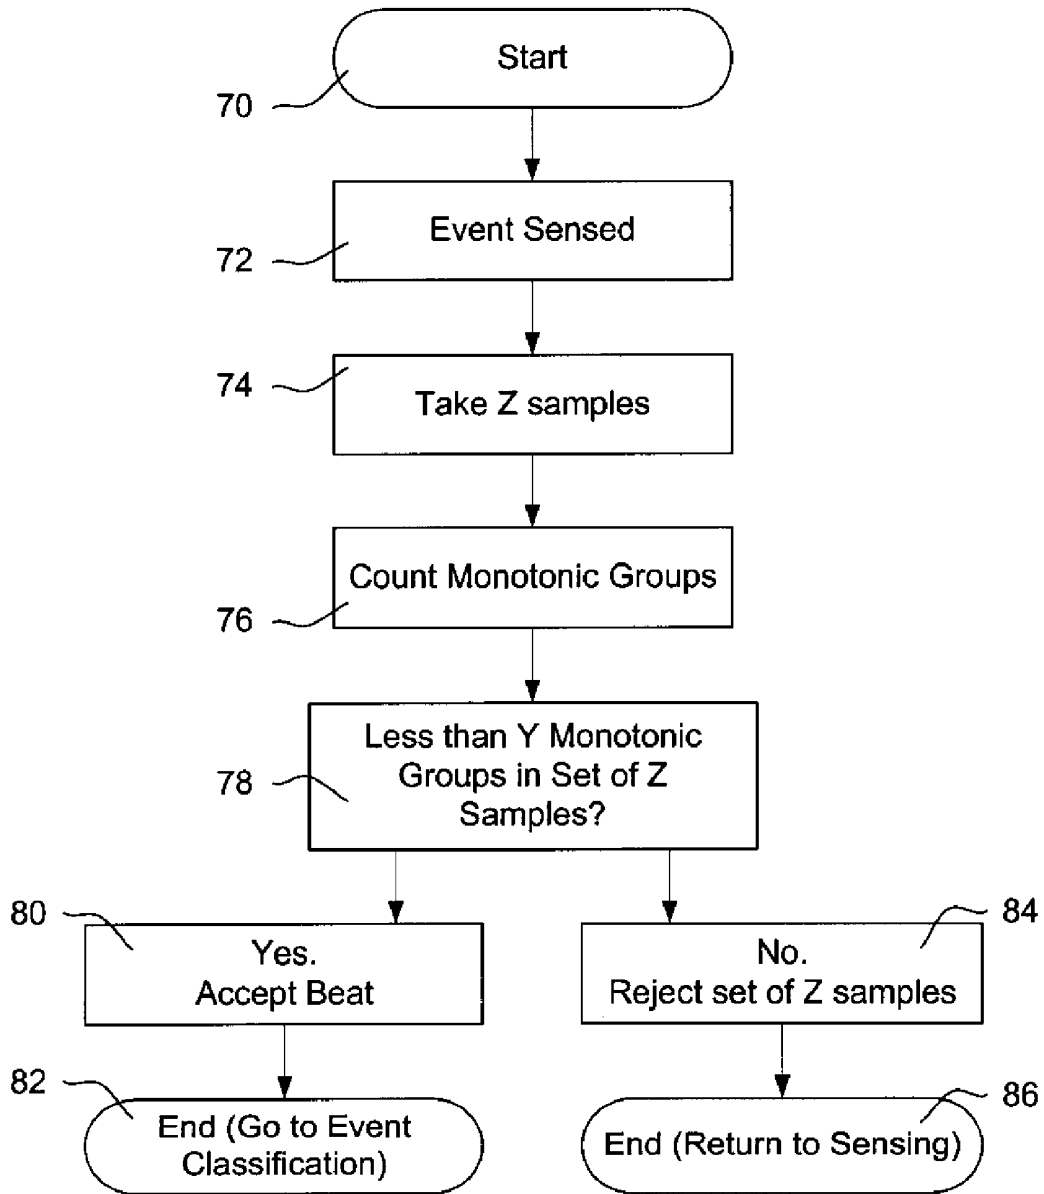 Start
70
Event Sensed
72
74
Take Z samples
Count Monotonic Groups
76
Less than Y Monotonic
Groups in Set of Z
Samples?
78
80
Yes.
Accept Beat
84
No.
Reject set of Z samples
82
End (Go to Event
Classification)
86
End (Return to Sensing)